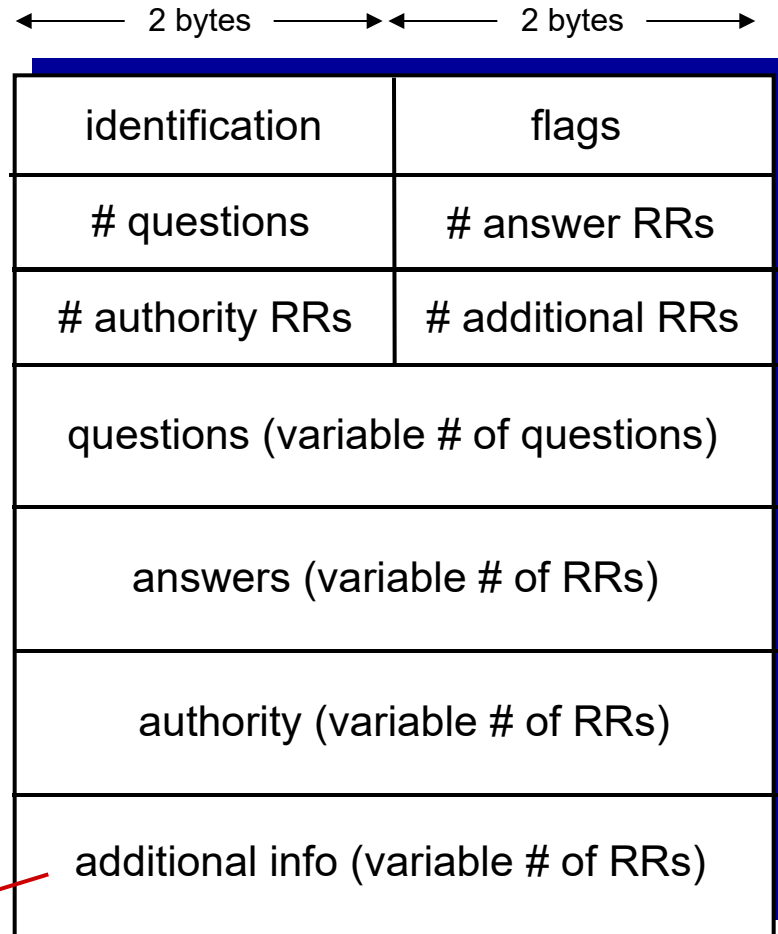 2 bytes 2 bytes
identification flags
# questions # answer RRs
# authority RRs # additional RRs
questions (variable # of questions)
answers (variable # of RRs)
authority (variable # of RRs)
additional info (variable # of RRs)